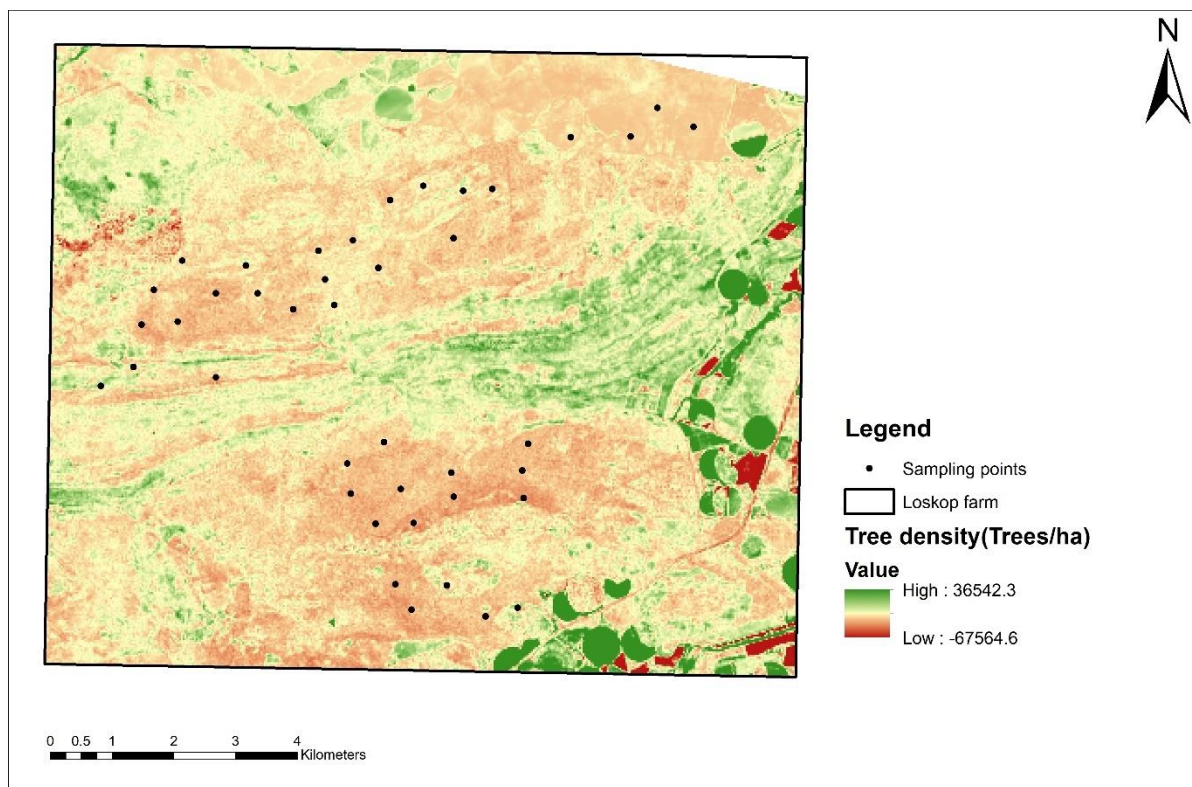 N
Legend
Sampling points
Loskop farm
Tree density(Trees/ha)
Value
High : 36542.3
Low : -67564.6
0 0.5 1 2 3 4
Kilometers